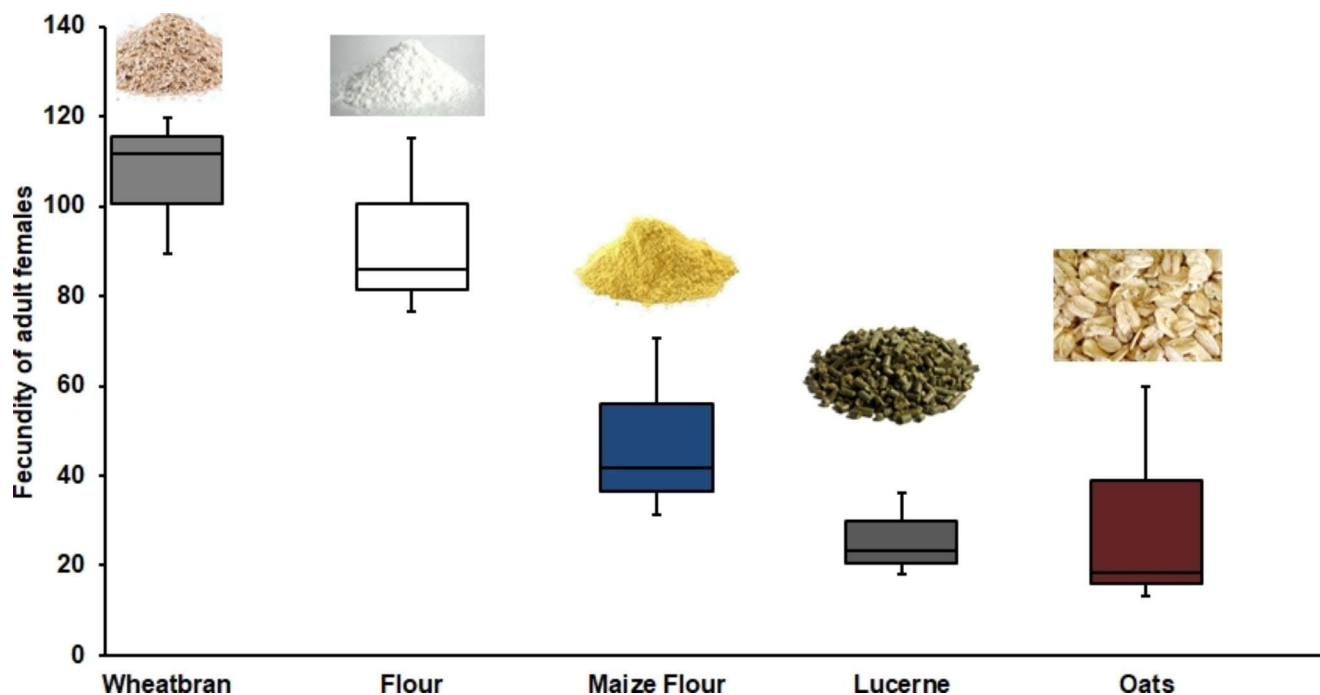 Fecundity of adult females
140
120
100
80
60
40
20
0
Wheatbran
Flour
Maize Flour
Lucerne
Oats